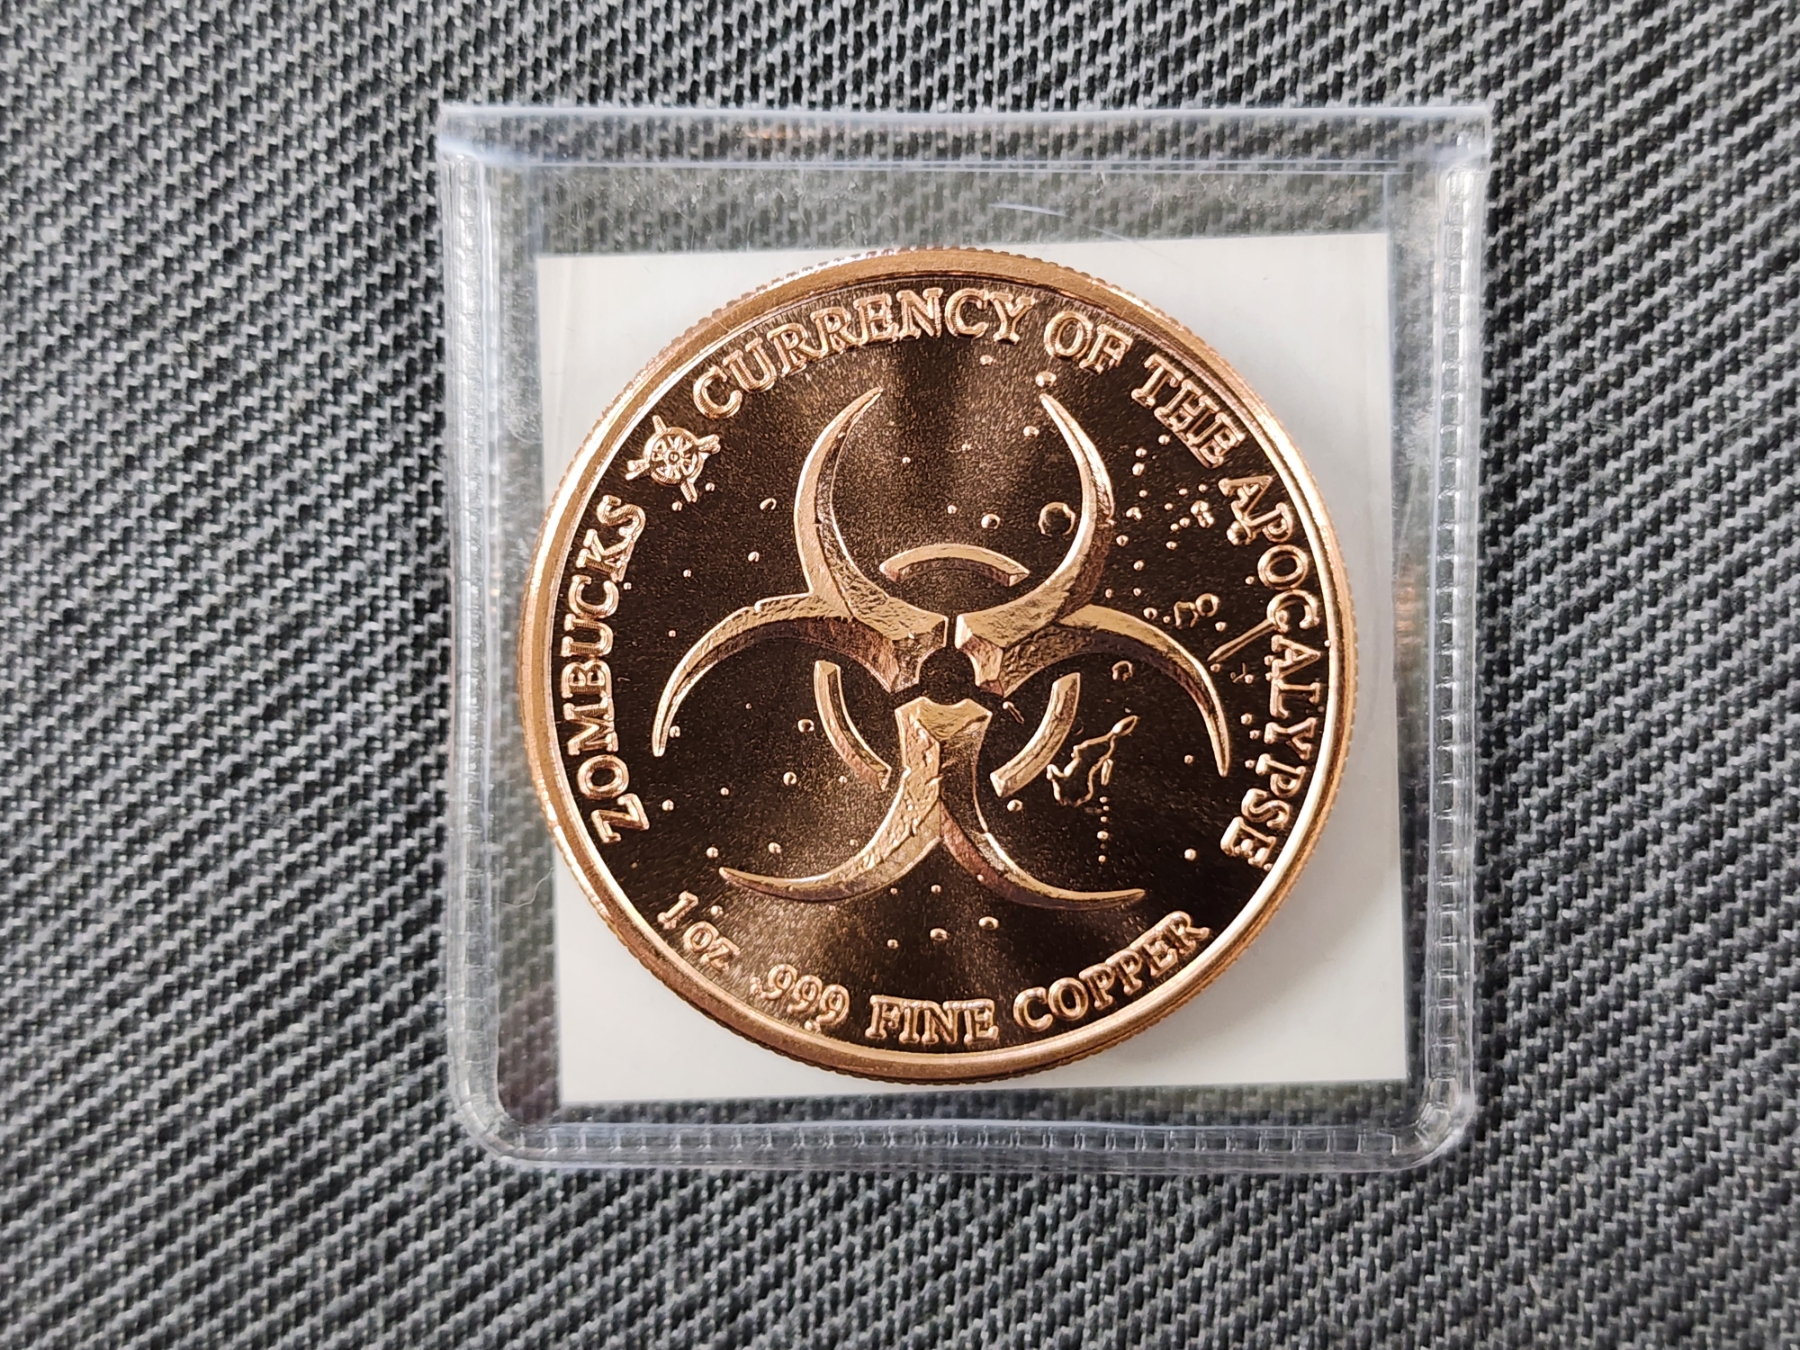 ZOMBUCKS
CURRENCY OF THE APOCALYPSE
1 oz .999 FINE COPPER